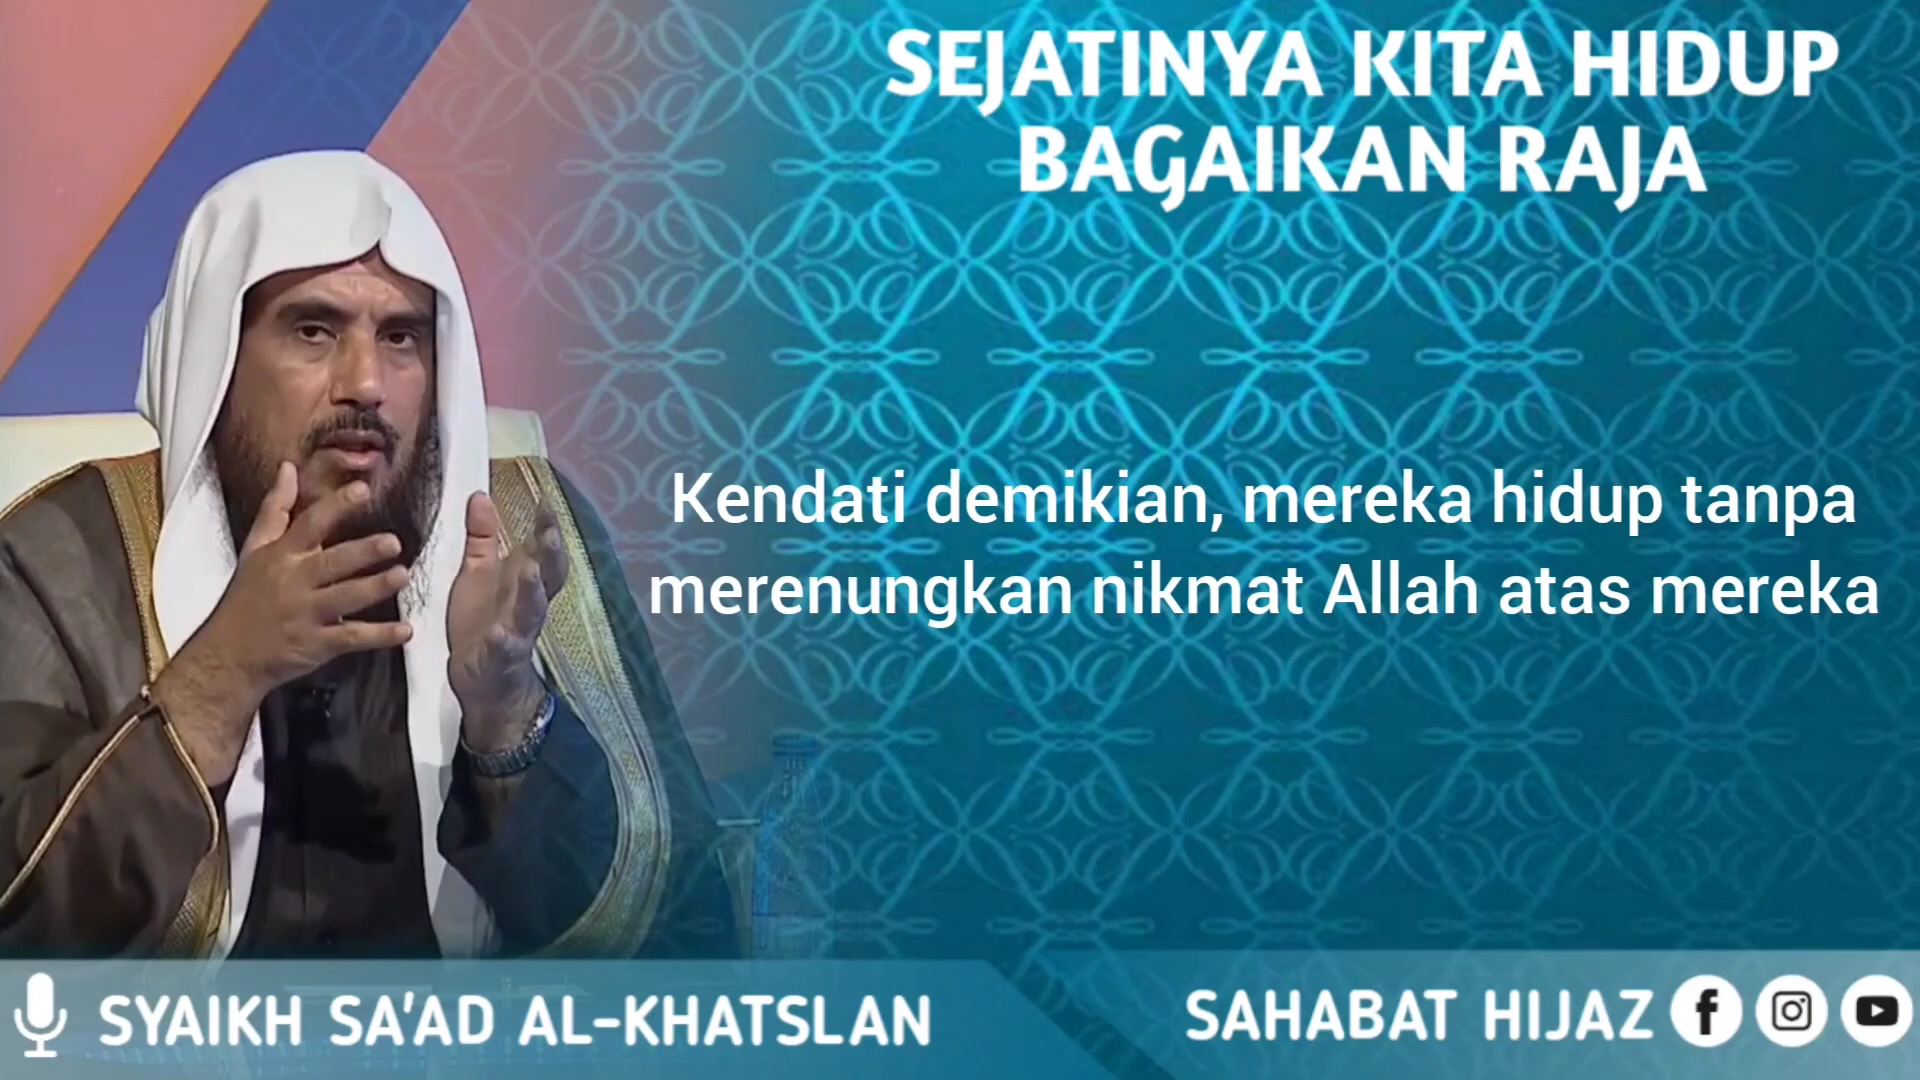 SEJATINYA KITA HIDUP
BAGAIKAN RAJA
Kendati demikian, mereka hidup tanpa
merenungkan nikmat Allah atas mereka
SYAIKH SA'AD AL-KHATSLAN
SAHABAT HIJAZ